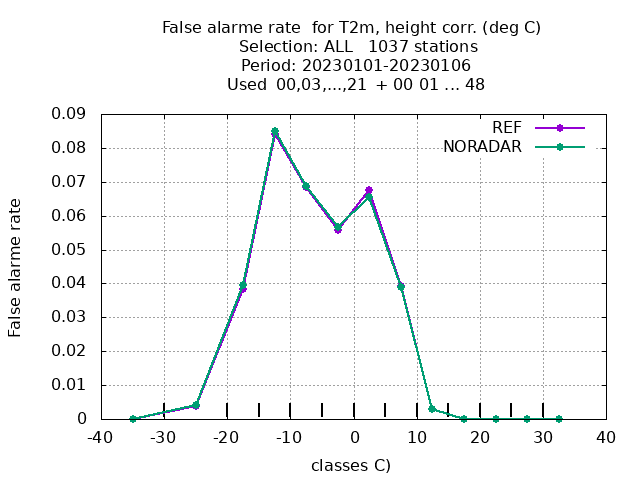 False alarme rate  for T2m, height corr. (deg C)
Selection: ALL   1037 stations
Period: 20230101-20230106
Used  00,03,...,21  + 00 01 ... 48
REF
NORADAR
False alarme rate
0.09
0.08
0.07
0.06
0.05
0.04
0.03
0.02
0.01
0
-40 -30 -20 -10 0 10 20 30 40
classes C)